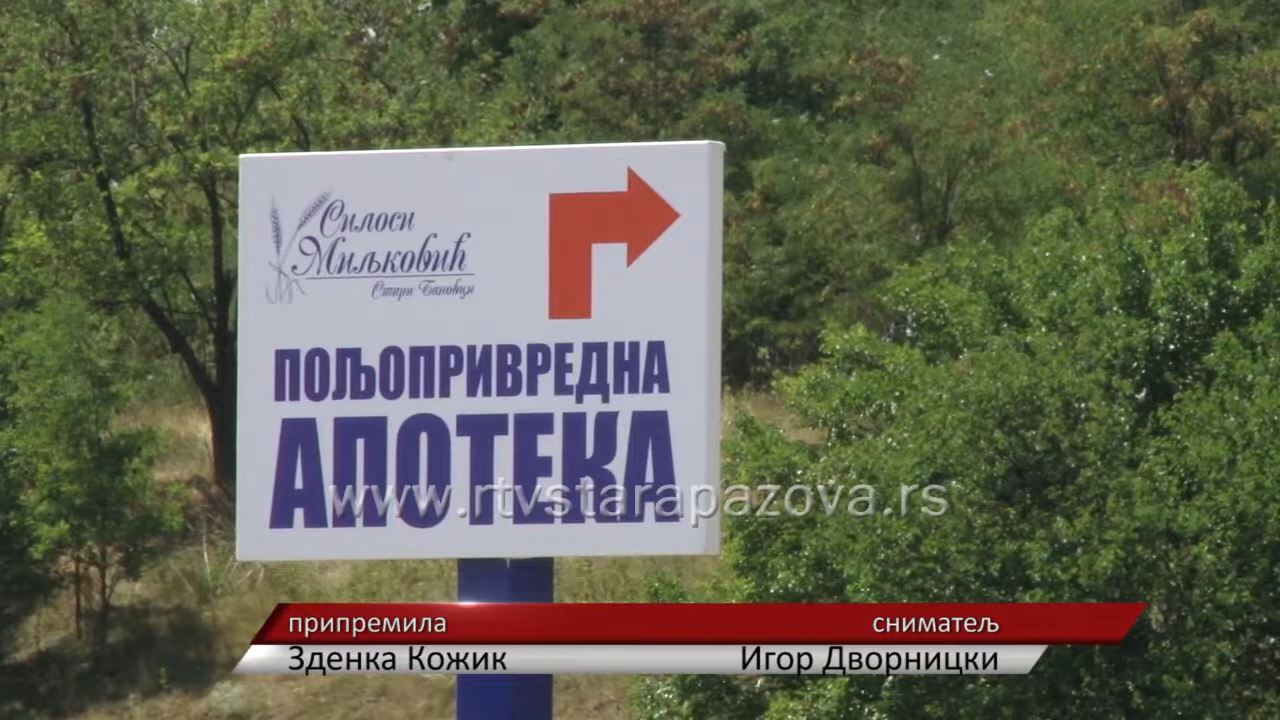 Силоси
Миљковић
Стари Бановци
ПОЉОПРИВРЕДНА
АПОТЕКА
www.rtvstarapazova.rs
припремила
сниматељ
Зденка Кожик
Игор Дворницки